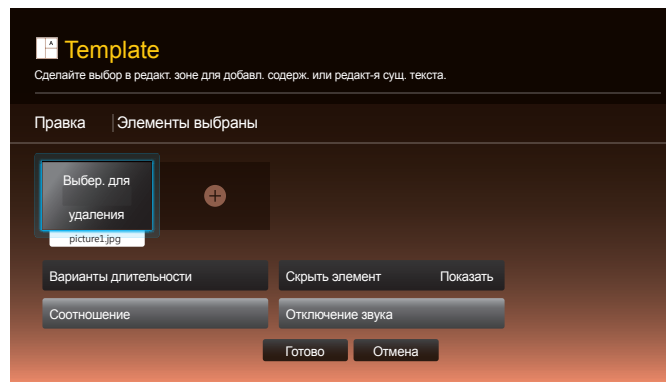 A
Template
Сделайте выбор в редакт. зоне для добавл. содерж. или редакт-я сущ. текста.
Правка | Элементы выбраны
Выбер. для
удаления
picture1.jpg
Варианты длительности
Скрыть элемент Показать
Соотношение
Отключение звука
Готово Отмена